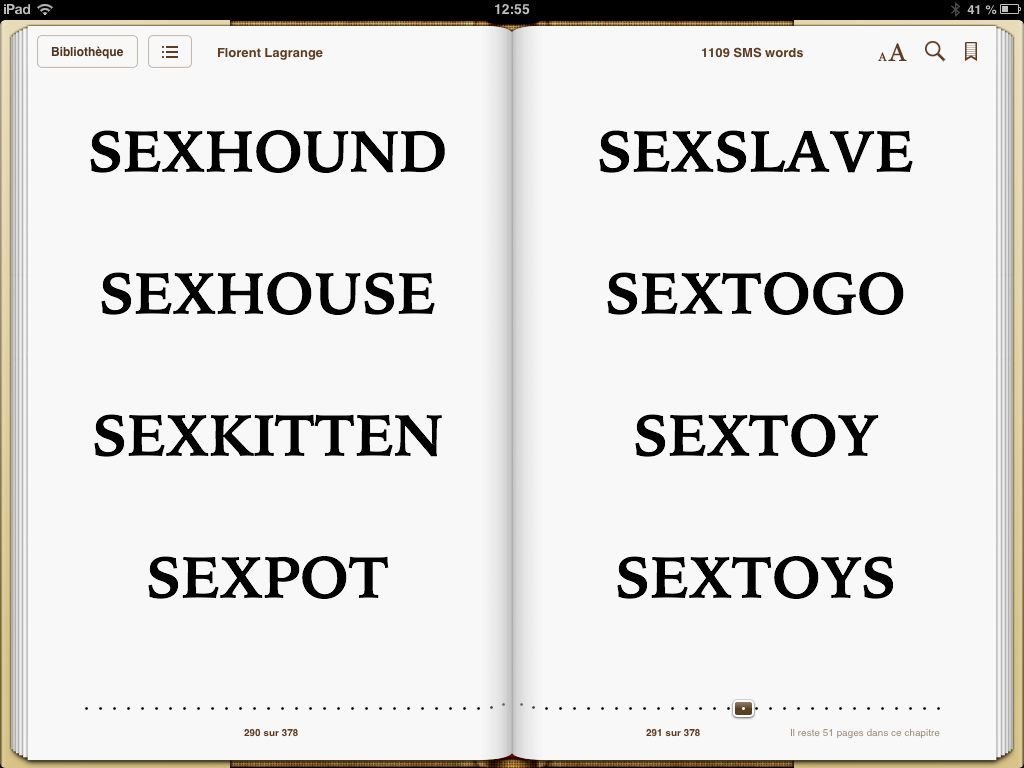 iPad 12:55 41 %
Bibliothèque Florent Lagrange 1109 SMS words AA
SEXHOUND
SEXHOUSE
SEXKITTEN
SEXPOT
290 sur 378
SEXSLAVE
SEXTOGO
SEXTOY
SEXTOYS
291 sur 378 Il reste 51 pages dans ce chapitre